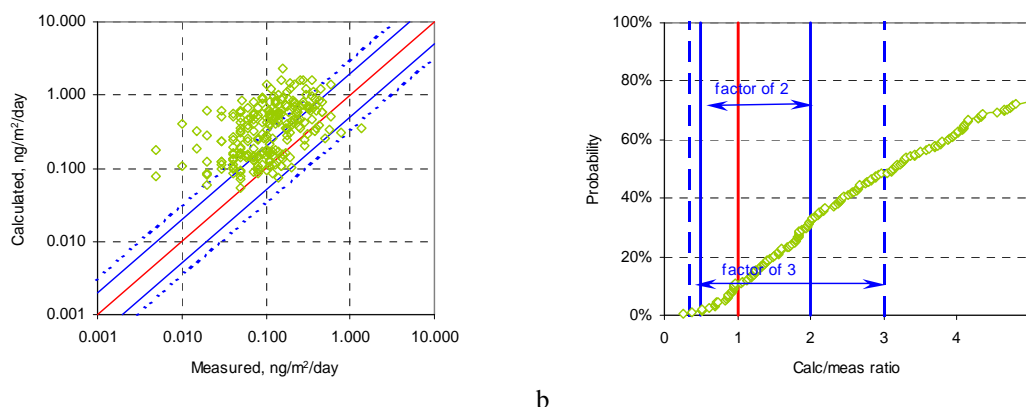 10.000
1.000
0.100
0.010
0.001
Calculated, ng/m²/day
0.001 0.010 0.100 1.000 10.000
Measured, ng/m²/day
100%
80%
60%
40%
20%
0%
Probability
factor of 2
factor of 3
0 1 2 3 4
Calc/meas ratio
b